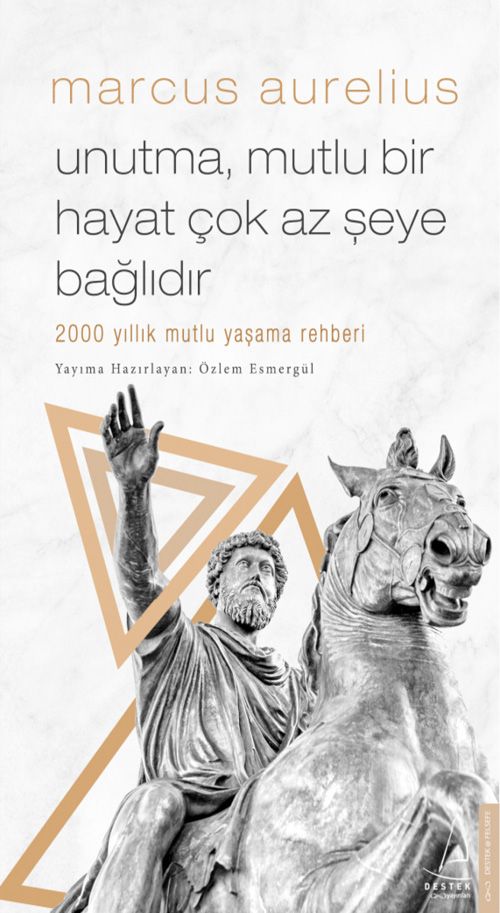 marcus aurelius
unutma, mutlu bir
hayat çok az şeye
bağlıdır
2000 yıllık mutlu yaşama rehberi
Yayıma Hazırlayan: Özlem Esmergül
DESTEK
yayınları
DESTEK @ FELSEFE